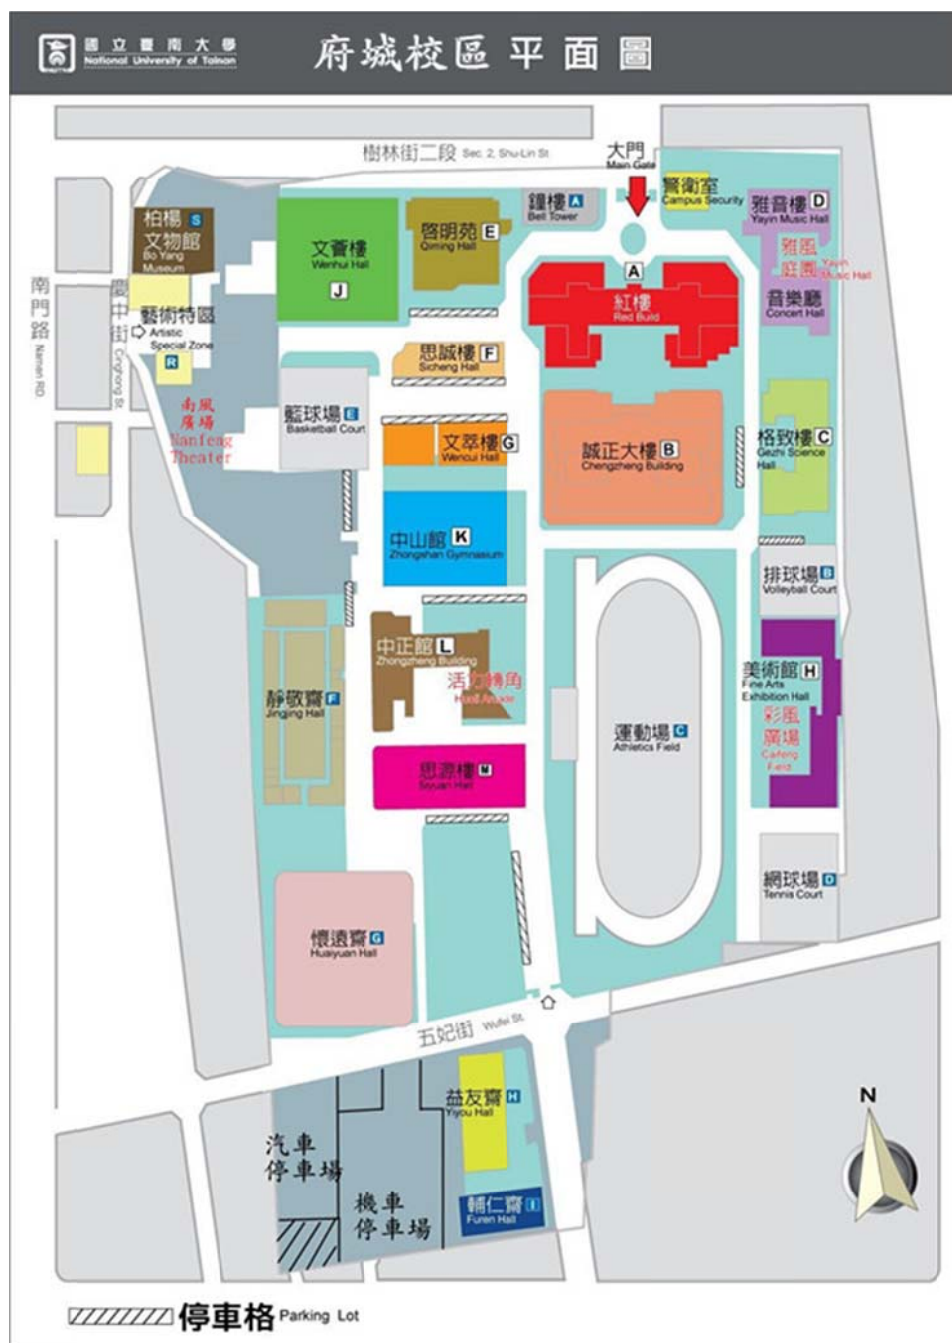 國立臺南大學
National University of Tainan
府城校區平面圖
樹林街二段 Sec. 2, Shu-Lin St
大門
Main Gate
警衛室
Campus Security
鐘樓 A
Bell Tower
雅音樓 D
Yayin Music Hall
雅風
庭園 Yayin
Music Hall
音樂廳
Concert Hall
柏楊 S
文物館
Bo Yang
Museum
文薈樓
Wenhui Hall
J
啓明苑 E
Qiming Hall
A
紅樓
Red Build
南門路
Namen RD.
慶中街
藝術特區
Artistic
Special Zone
R
思誠樓 F
Sicheng Hall
南風
廣場
Nanfeng
Theater
籃球場 E
Basketball Court
文萃樓 G
Wencui Hall
誠正大樓 B
Chengzheng Building
格致樓 C
Gezhi Science
Hall
中山館 K
Zhongshan Gymnasium
排球場 B
Volleyball Court
中正館 L
Zhongzheng Building
活力轉角
美術館 H
Fine Arts
Exhibition Hall
彩風
廣場
Caifeng
Field
靜敬齋 F
Jingjing Hall
運動場 C
Athletics Field
思源樓 M
Siyuan Hall
網球場 D
Tennis Court
懷遠齋 G
Huaiyuan Hall
五妃街 Wufei St.
益友齋 H
Yiyou Hall
汽車
停車場
機車
停車場
輔仁齋 I
Furen Hall
N
停車格 Parking Lot